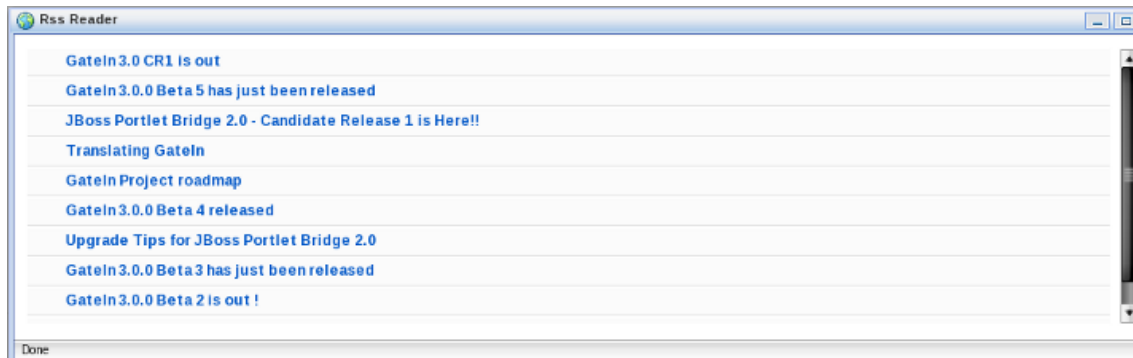 Rss Reader
GateIn 3.0 CR1 is out
GateIn 3.0.0 Beta 5 has just been released
JBoss Portlet Bridge 2.0 - Candidate Release 1 is Here!!
Translating GateIn
GateIn Project roadmap
GateIn 3.0.0 Beta 4 released
Upgrade Tips for JBoss Portlet Bridge 2.0
GateIn 3.0.0 Beta 3 has just been released
GateIn 3.0.0 Beta 2 is out !
Done